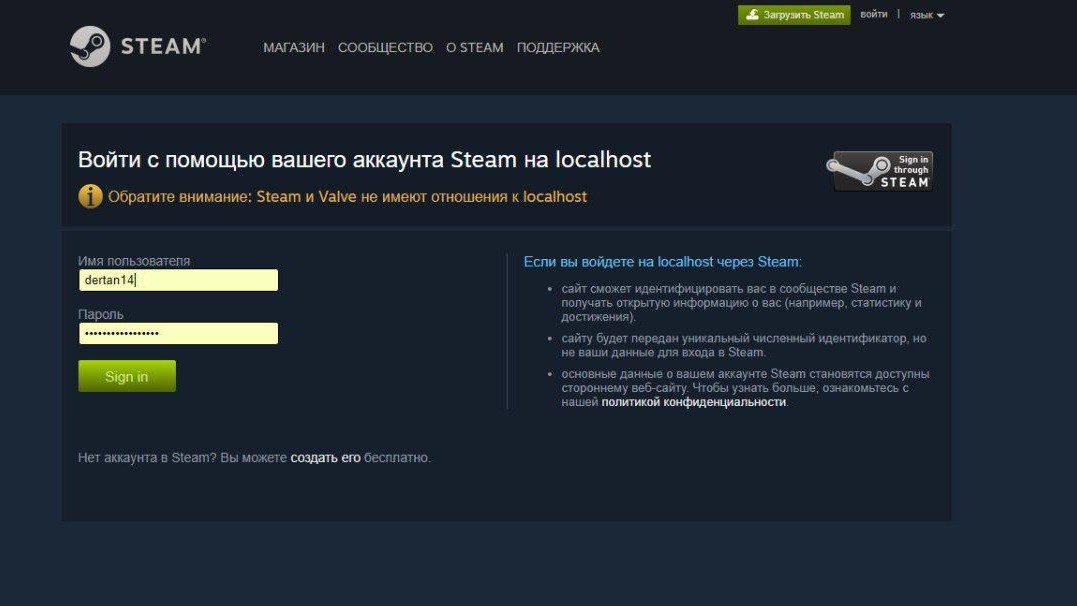 Загрузить Steam войти | язык
STEAM®
МАГАЗИН СООБЩЕСТВО О STEAM ПОДДЕРЖКА
Войти с помощью вашего аккаунта Steam на localhost
Sign in
through
STEAM
Обратите внимание: Steam и Valve не имеют отношения к localhost
Имя пользователя
dertan14
Пароль
•••••••••••••••••
Sign in
Нет аккаунта в Steam? Вы можете создать его бесплатно.
Если вы войдете на localhost через Steam:
• сайт сможет идентифицировать вас в сообществе Steam и
получать открытую информацию о вас (например, статистику и
достижения).
• сайту будет передан уникальный численный идентификатор, но
не ваши данные для входа в Steam.
• основные данные о вашем аккаунте Steam становятся доступны
стороннему веб-сайту. Чтобы узнать больше, ознакомьтесь с
нашей политикой конфиденциальности.